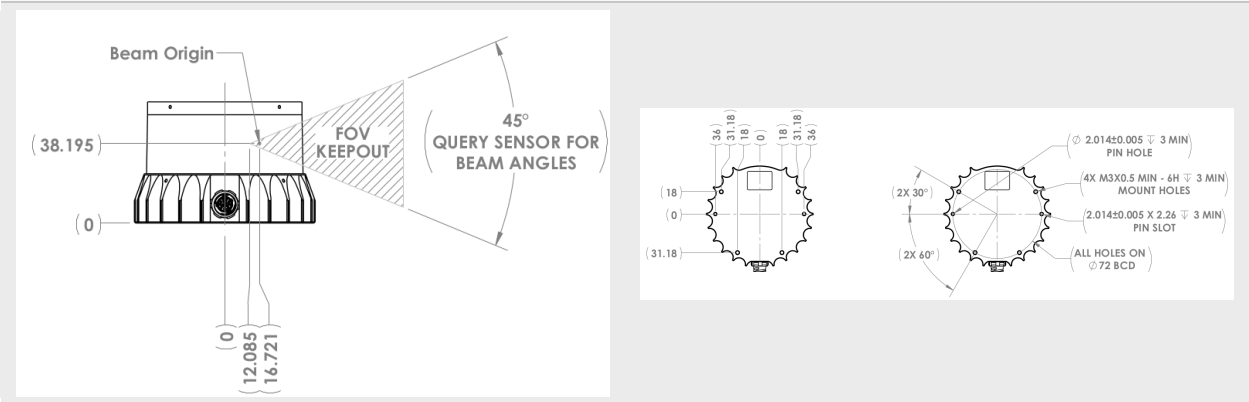 Beam Origin
(38.195)
(0)
FOV
KEEPOUT
(45°
QUERY SENSOR FOR
BEAM ANGLES)
(0)
(12.085)
(16.721)
(36)
(31.18)
(18)
(0)
(18)
(31.18)
(36)
(18)
(0)
(31.18)
(2X 30°)
(2X 60°)
(∅ 2.014±0.005 ↧ 3 MIN
PIN HOLE)
(4X M3X0.5 MIN - 6H ↧ 3 MIN
MOUNT HOLES)
(2.014±0.005 X 2.26 ↧ 3 MIN
PIN SLOT)
(ALL HOLES ON
∅72 BCD)